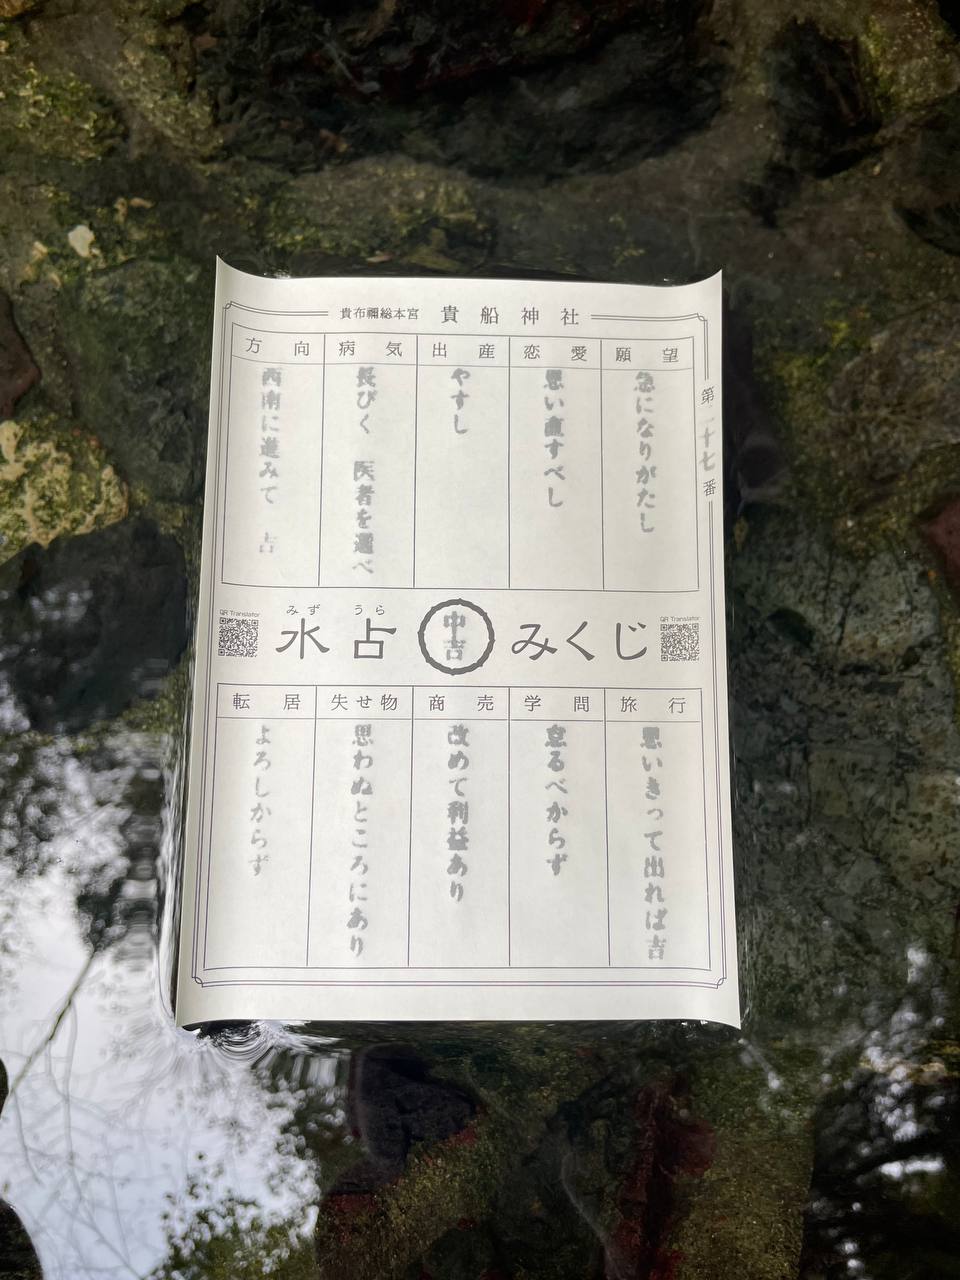 貴布禰総本宮 貴船神社
第二十七番
願望
急になりがたし
恋愛
思い直すべし
出産
やすし
病気
長びく 医者を選べ
方向
西南に進みて 吉
QR Translator
みず うら
水占 中吉 みくじ
QR Translator
旅行
思いきって出れば吉
学問
怠るべからず
商売
改めて利益あり
失せ物
思わぬところにあり
転居
よろしからず